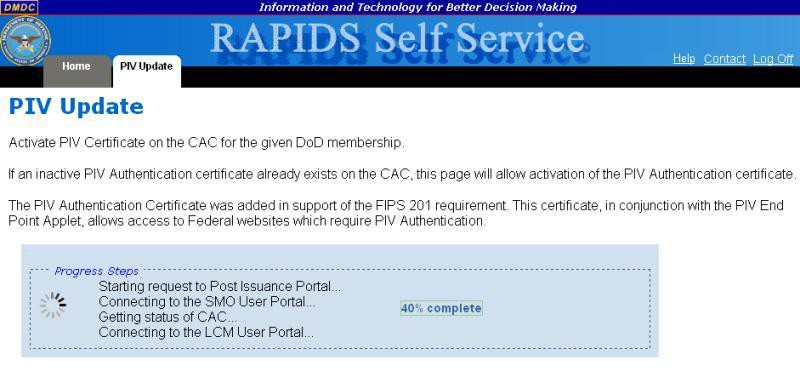 DMDC
Information and Technology for Better Decision Making
RAPIDS Self Service
Home
PIV Update
Help
Contact
Log Off
PIV Update
Activate PIV Certificate on the CAC for the given DoD membership.
If an inactive PIV Authentication certificate already exists on the CAC, this page will allow activation of the PIV Authentication certificate.
The PIV Authentication Certificate was added in support of the FIPS 201 requirement. This certificate, in conjunction with the PIV End
Point Applet, allows access to Federal websites which require PIV Authentication.
Progress Steps
Starting request to Post Issuance Portal...
Connecting to the SMO User Portal...
Getting status of CAC...
Connecting to the LCM User Portal...
40% complete